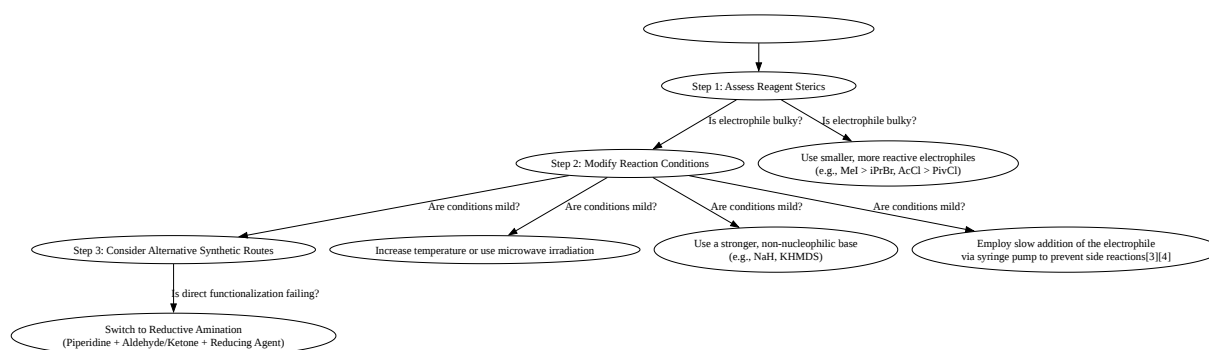 Step 1: Assess Reagent Sterics
Is electrophile bulky?
Is electrophile bulky?
Step 2: Modify Reaction Conditions
Use smaller, more reactive electrophiles
(e.g., MeI > iPrBr, AcCl > PivCl)
Are conditions mild?
Are conditions mild?
Are conditions mild?
Are conditions mild?
Step 3: Consider Alternative Synthetic Routes
Increase temperature or use microwave irradiation
Use a stronger, non-nucleophilic base
(e.g., NaH, KHMDS)
Employ slow addition of the electrophile
via syringe pump to prevent side reactions[3][4]
Is direct functionalization failing?
Switch to Reductive Amination
(Piperidine + Aldehyde/Ketone + Reducing Agent)